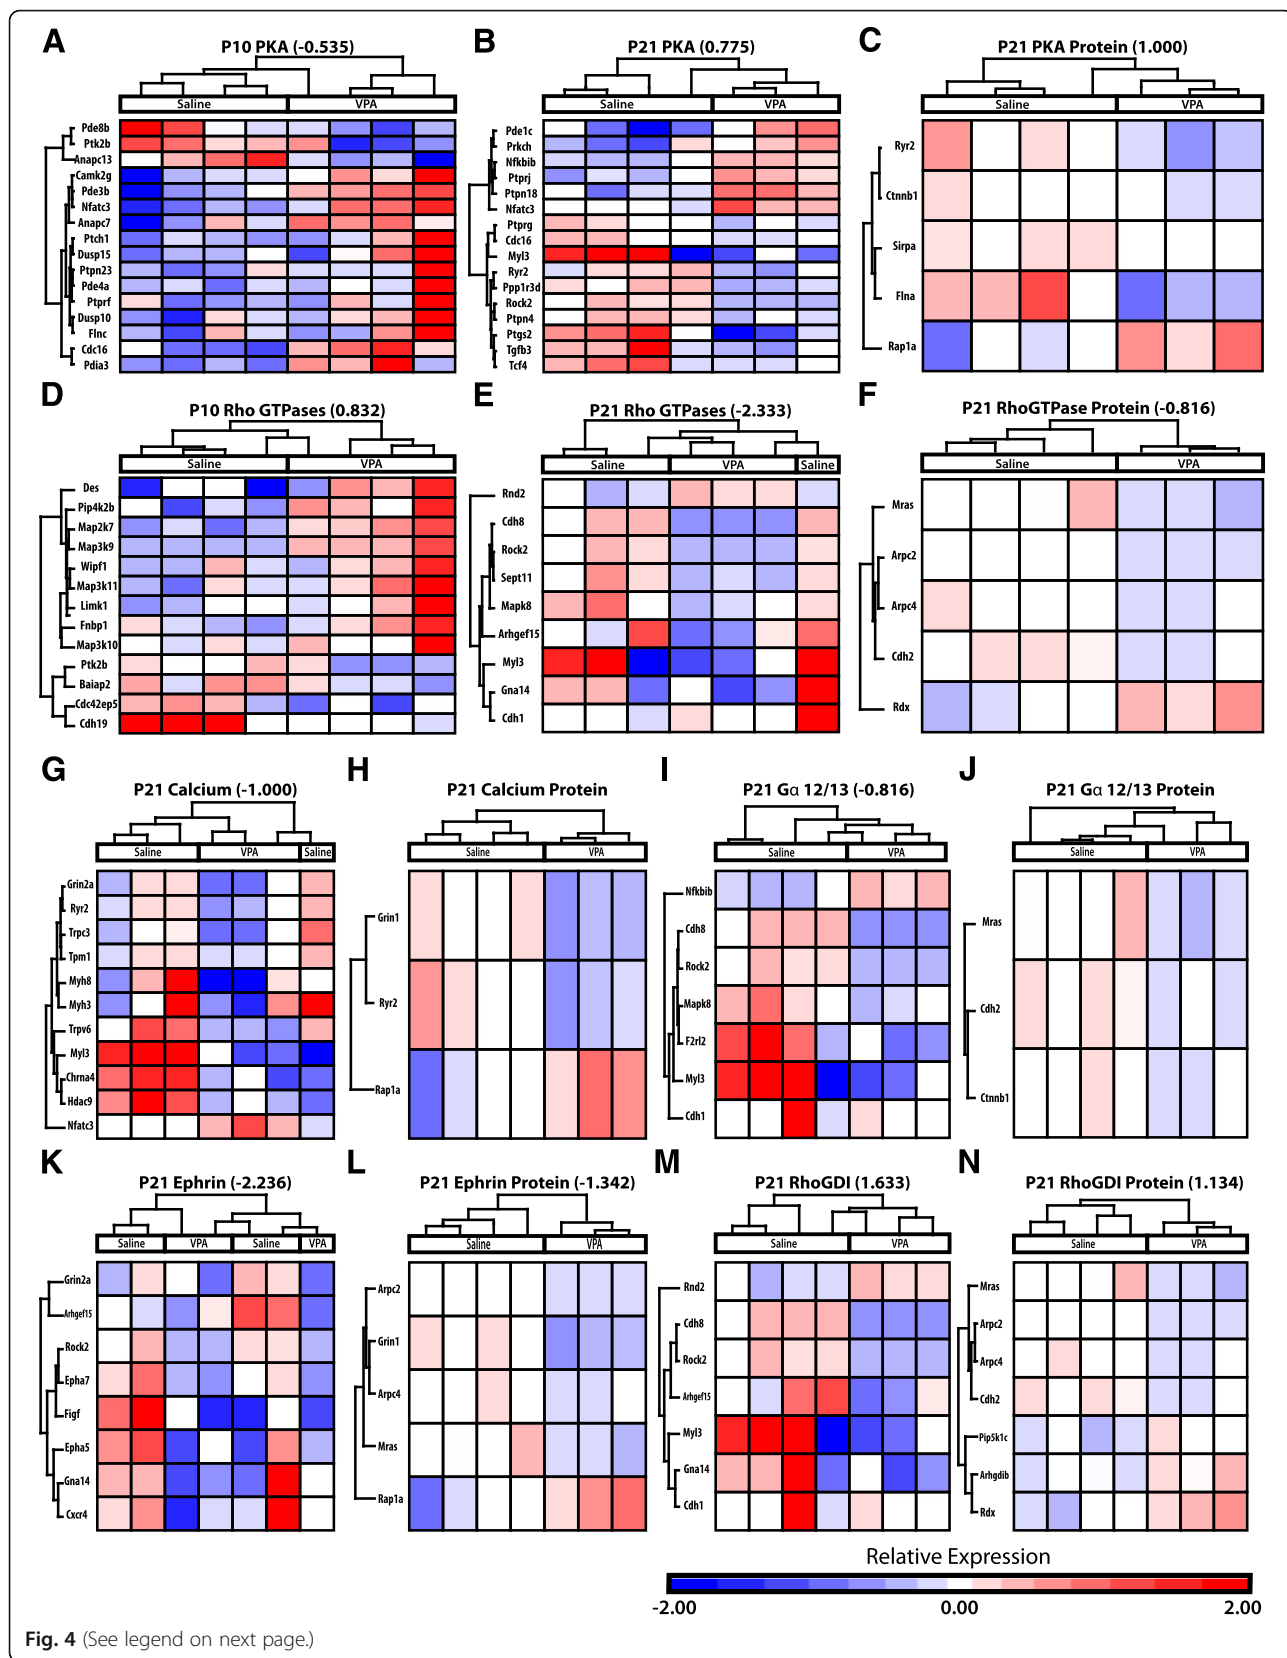 A
P10 PKA (-0.535)
Saline VPA
Pde8b
Ptk2b
Anapc13
Camk2g
Pde3b
Nfatc3
Anapc7
Ptch1
Dusp15
Ptpn23
Pde4a
Ptprf
Dusp10
Flnc
Cdc16
Pdia3
B
P21 PKA (0.775)
Saline VPA
Pde1c
Prkch
Nfkbib
Ptprj
Ptpn18
Nfatc3
Ptprg
Cdc16
Myl3
Ryr2
Ppp1r3d
Rock2
Ptpn4
Ptgs2
Tgfb3
Tcf4
C
P21 PKA Protein (1.000)
Saline VPA
Ryr2
Ctnnb1
Sirpa
Flna
Rap1a
D
P10 Rho GTPases (0.832)
Saline VPA
Des
Pip4k2b
Map2k7
Map3k9
Wipf1
Map3k11
Limk1
Fnbp1
Map3k10
Ptk2b
Baiap2
Cdc42ep5
Cdh19
E
P21 Rho GTPases (-2.333)
Saline VPA Saline
Rnd2
Cdh8
Rock2
Sept11
Mapk8
Arhgef15
Myl3
Gna14
Cdh1
F
P21 RhoGTPase Protein (-0.816)
Saline VPA
Mras
Arpc2
Arpc4
Cdh2
Rdx
G
P21 Calcium (-1.000)
Saline VPA Saline
Grin2a
Ryr2
Trpc3
Tpm1
Myh8
Myh3
Trpv6
Myl3
Chrna4
Hdac9
Nfatc3
H
P21 Calcium Protein
Saline VPA
Grin1
Ryr2
Rap1a
I
P21 Gα 12/13 (-0.816)
Saline VPA
Nfkbib
Cdh8
Rock2
Mapk8
F2rl2
Myl3
Cdh1
J
P21 Gα 12/13 Protein
Saline VPA
Mras
Cdh2
Ctnnb1
K
P21 Ephrin (-2.236)
Saline VPA Saline VPA
Grin2a
Arhgef15
Rock2
Epha7
Figf
Epha5
Gna14
Cxcr4
L
P21 Ephrin Protein (-1.342)
Saline VPA
Arpc2
Grin1
Arpc4
Mras
Rap1a
M
P21 RhoGDI (1.633)
Saline VPA
Rnd2
Cdh8
Rock2
Arhgef15
Myl3
Gna14
Cdh1
N
P21 RhoGDI Protein (1.134)
Saline VPA
Mras
Arpc2
Arpc4
Cdh2
Pip5k1c
Arhgdib
Rdx
Relative Expression
-2.00 0.00 2.00
Fig. 4 (See legend on next page.)